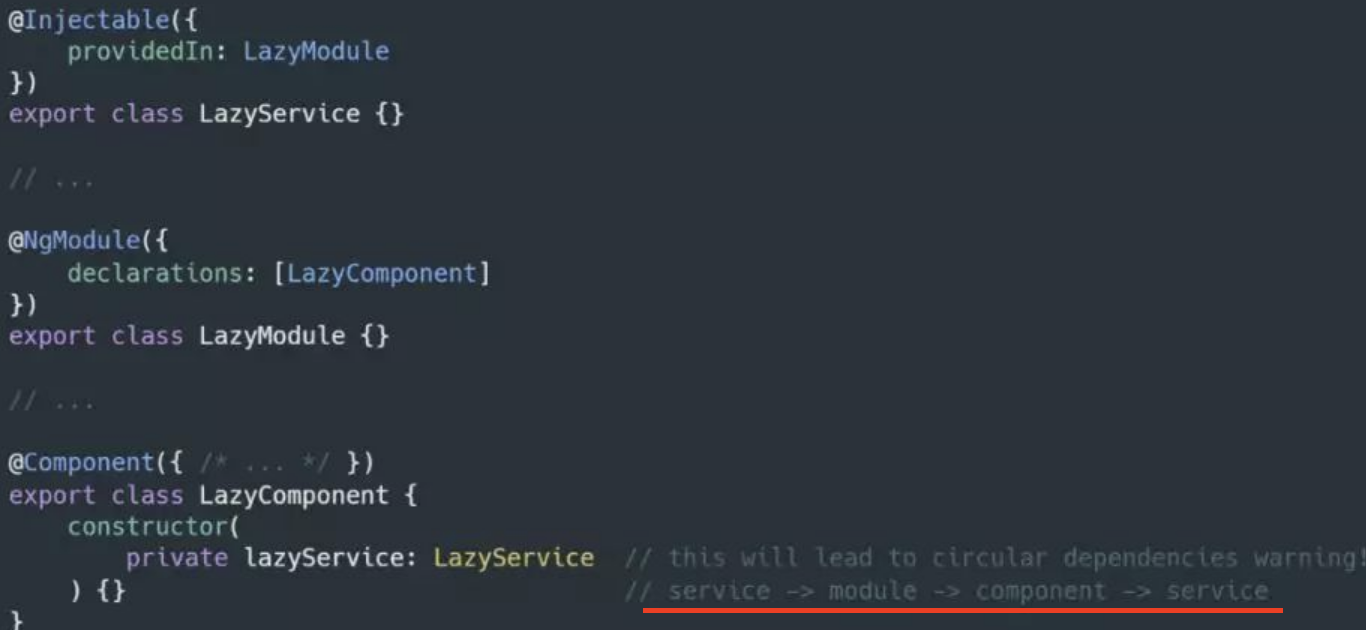 @Injectable({
    providedIn: LazyModule
})
export class LazyService {}
// ...
@NgModule({
    declarations: [LazyComponent]
})
export class LazyModule {}
// ...
@Component({ /* ... */ })
export class LazyComponent {
    constructor(
        private lazyService: LazyService  // this will lead to circular dependencies warning!
    ) {}                                  // service -> module -> component -> service
}